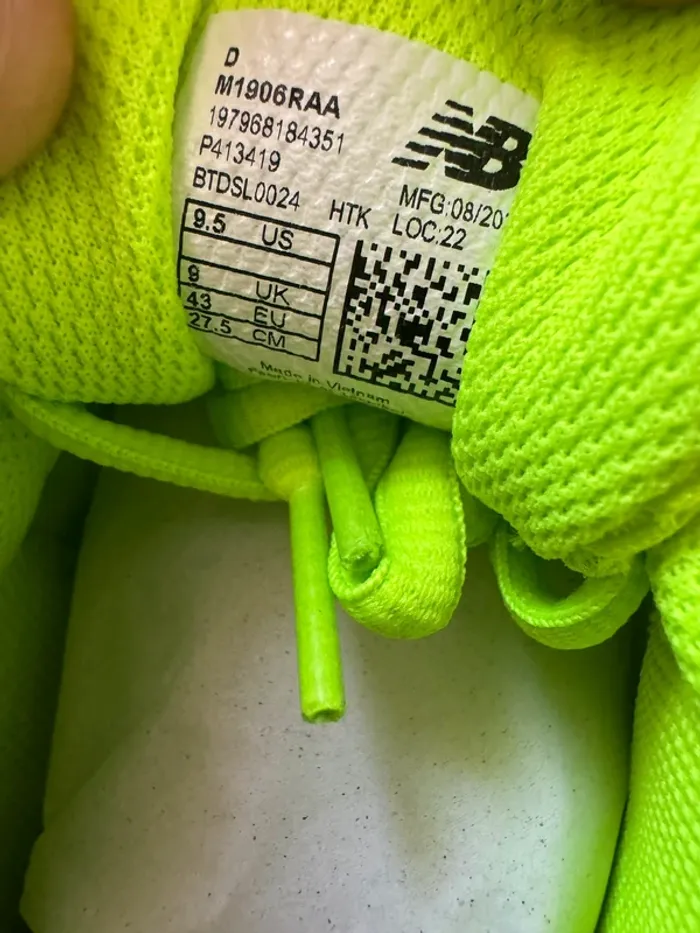 D
M1906RAA
197968184351
P413419
BTDSL0024
HTK
NB
MFG:08/20
LOC:22
9.5 US
9 UK
43 EU
27.5 CM
Made in Vietnam